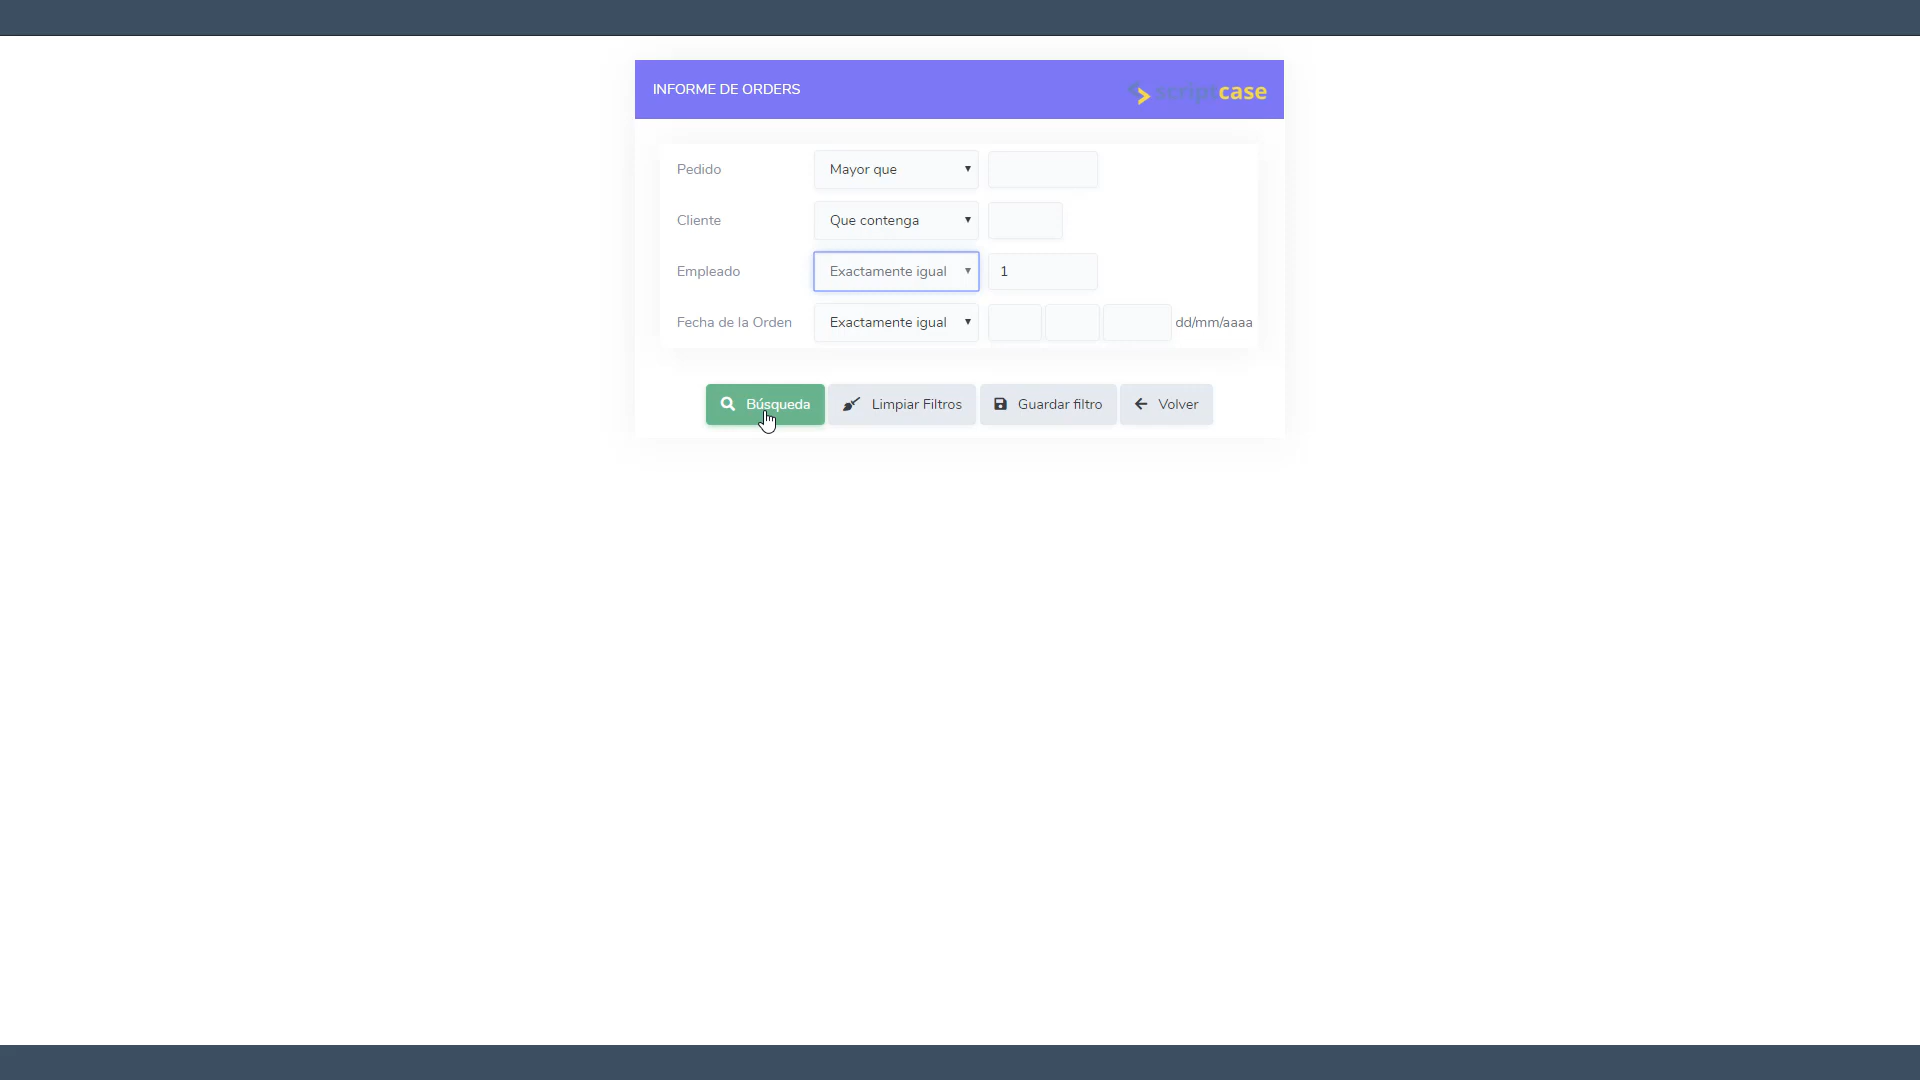 INFORME DE ORDERS
scriptcase
Pedido Mayor que
Cliente Que contenga
Empleado Exactamente igual 1
Fecha de la Orden Exactamente igual dd/mm/aaaa
Búsqueda Limpiar Filtros Guardar filtro Volver